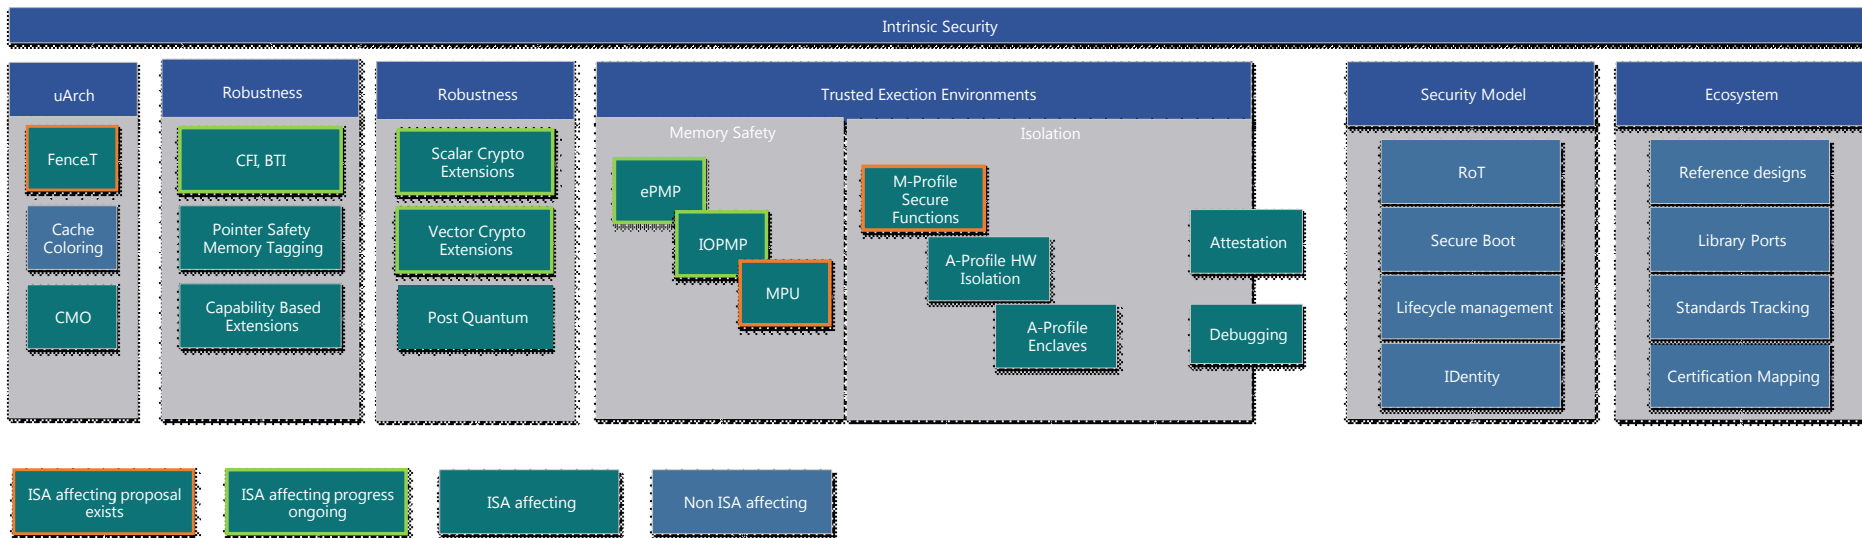 Intrinsic Security
uArch
Fence.T
Cache
Coloring
CMO
Robustness
CFI, BTI
Pointer Safety
Memory Tagging
Capability Based
Extensions
Robustness
Scalar Crypto
Extensions
Vector Crypto
Extensions
Post Quantum
Trusted Exection Environments
Memory Safety
ePMP
IOPMP
MPU
Isolation
M-Profile
Secure
Functions
A-Profile HW
Isolation
A-Profile
Enclaves
Attestation
Debugging
Security Model
RoT
Secure Boot
Lifecycle management
IDentity
Ecosystem
Reference designs
Library Ports
Standards Tracking
Certification Mapping
ISA affecting proposal
exists
ISA affecting progress
ongoing
ISA affecting
Non ISA affecting